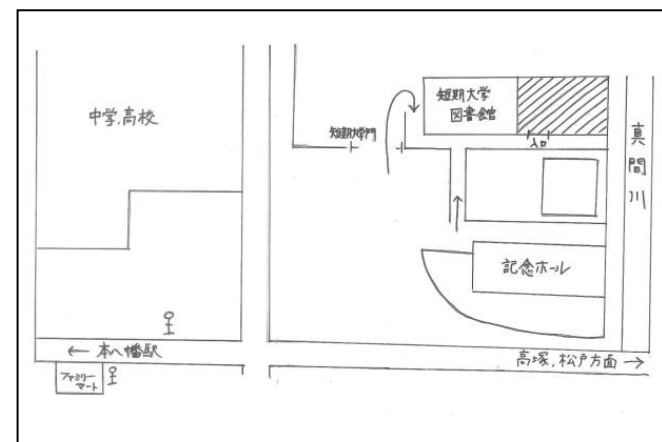 中学,高校
短期大学
図書館
短期大学門
入口
真間川
記念ホール
← 本八幡駅
高塚,松戸方面 →
ファミリー
マート